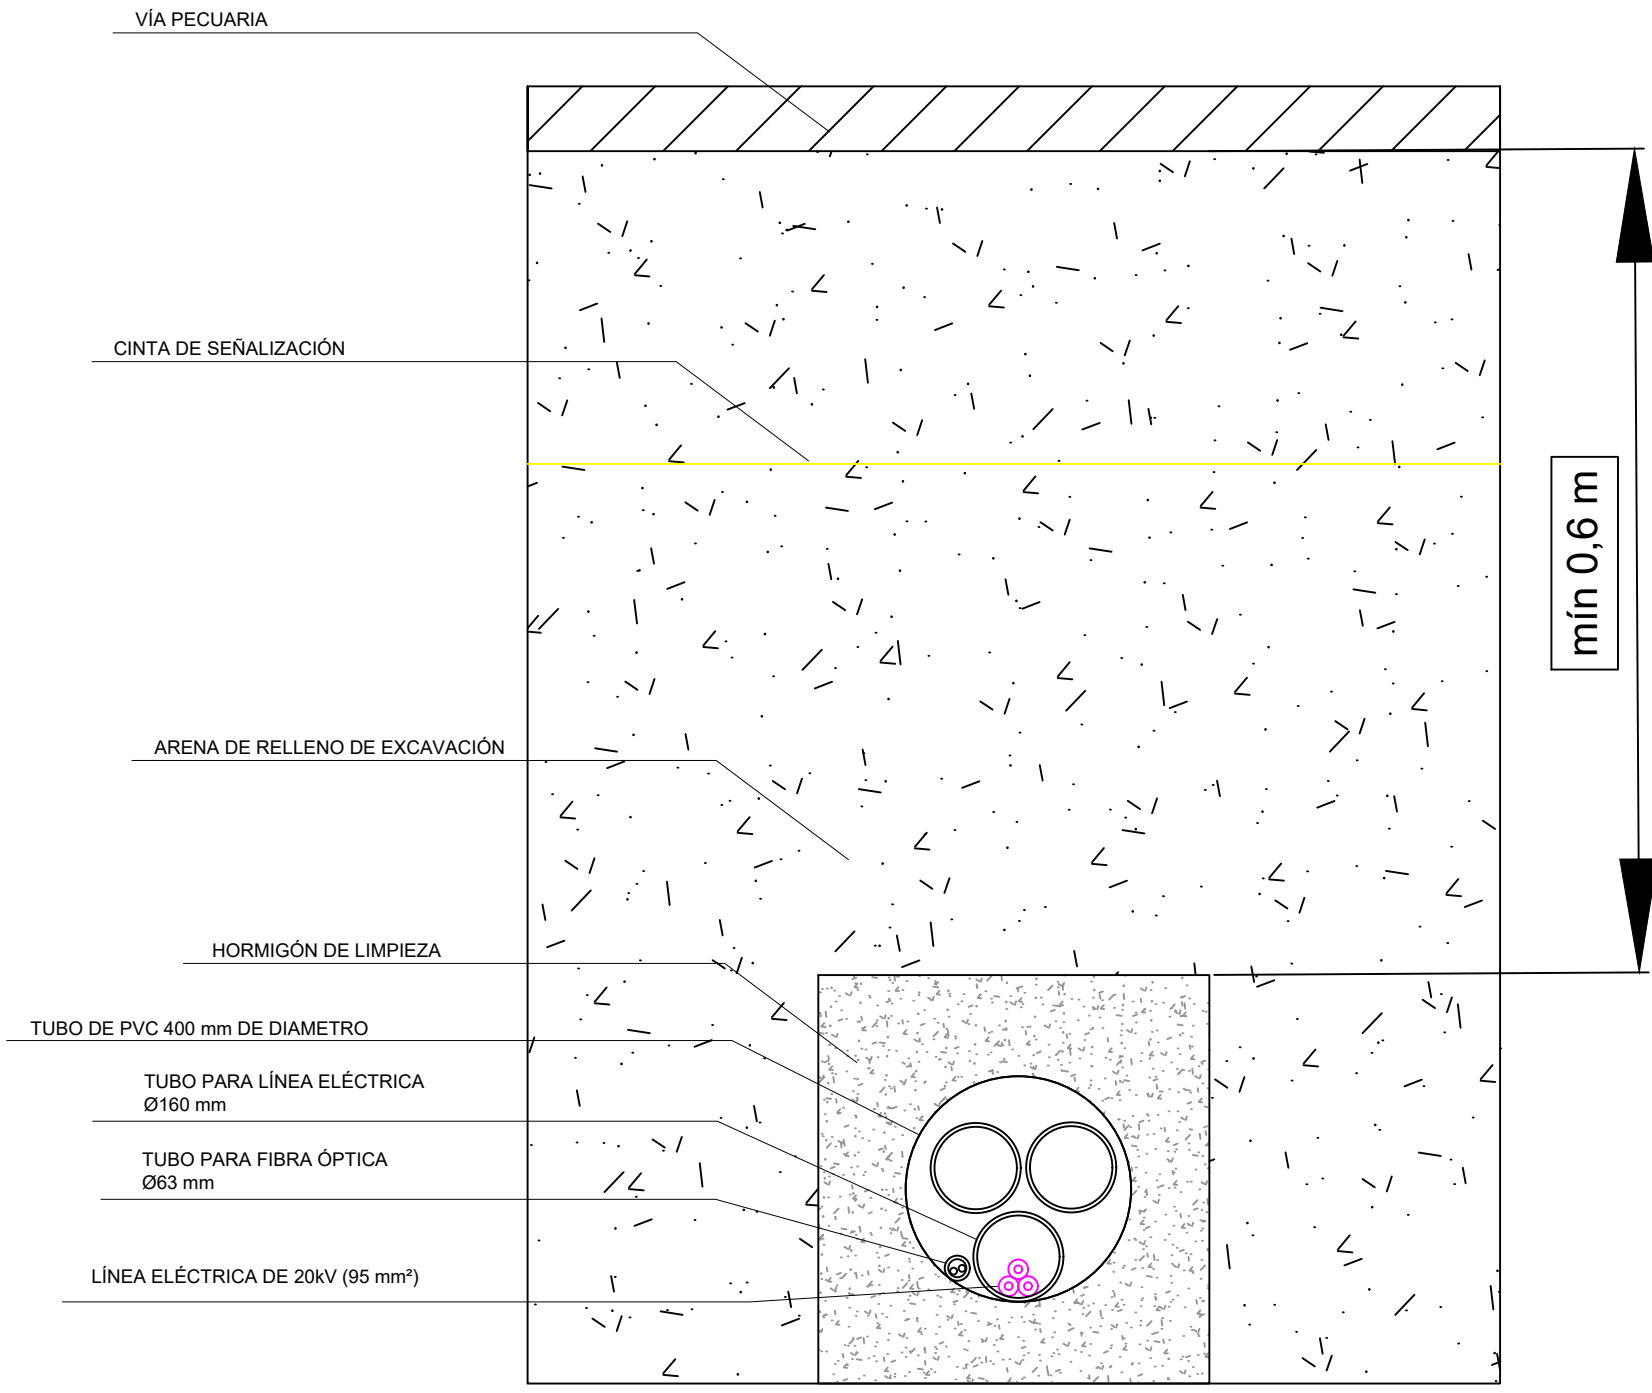 VÍA PECUARIA
CINTA DE SEÑALIZACIÓN
mín 0,6 m
ARENA DE RELLENO DE EXCAVACIÓN
HORMIGÓN DE LIMPIEZA
TUBO DE PVC 400 mm DE DIAMETRO
TUBO PARA LÍNEA ELÉCTRICA
Ø160 mm
TUBO PARA FIBRA ÓPTICA
Ø63 mm
LÍNEA ELÉCTRICA DE 20kV (95 mm²)